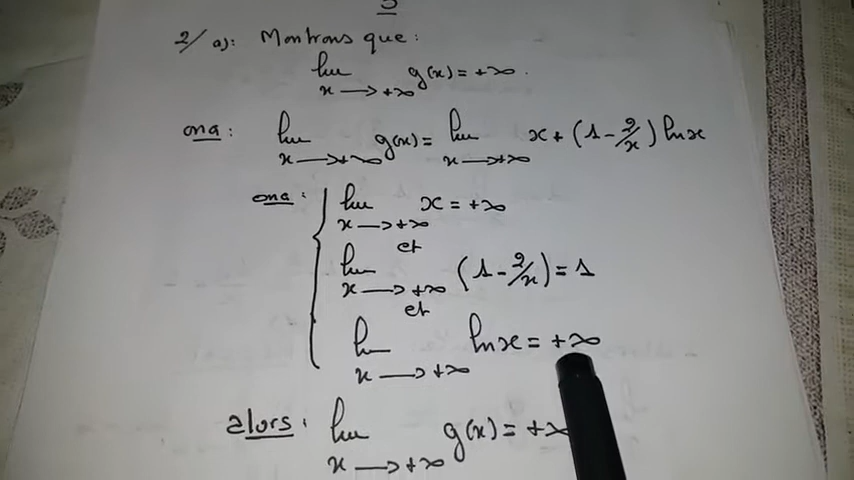 3
2/ a): Montrons que:
lim g(x) = +∞.
x → +∞
on a: lim g(x) = lim x + (1 - 2/x) ln x
x → +∞ x → +∞
on a: lim x = +∞
x → +∞
et
lim (1 - 2/x) = 1
x → +∞
et
lim ln x = +∞
x → +∞
alors: lim g(x) = +∞
x → +∞